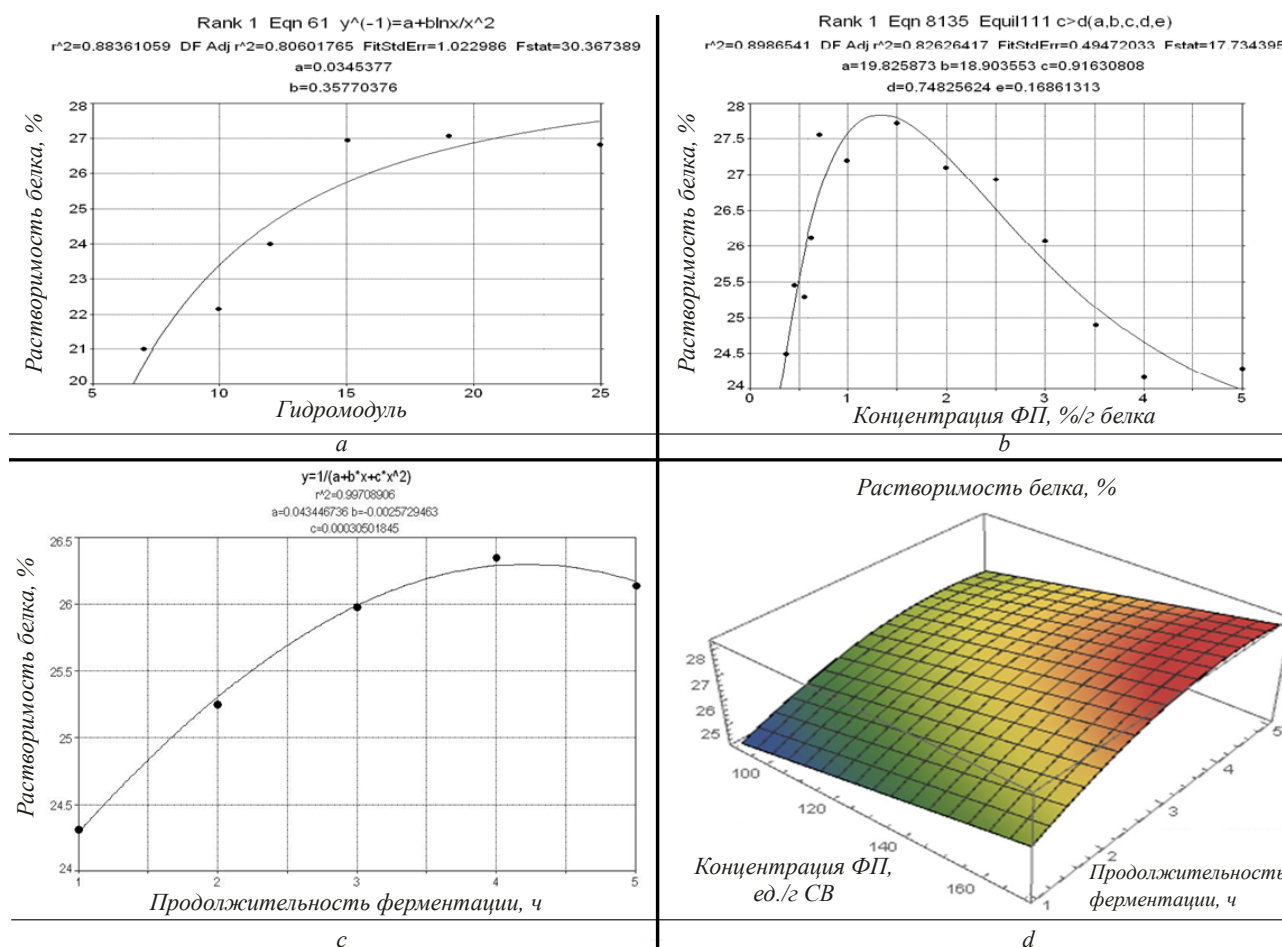 Rank 1 Eqn 61 y^(-1)=a+blnx/x^2
r^2=0.88361059 DF Adj r^2=0.80601765 FitStdErr=1.022986 Fstat=30.367389
a=0.0345377
b=0.35770376
Растворимость белка, %
28
27
26
25
24
23
22
21
20
5
10
15
20
25
Гидромодуль
a
Rank 1 Eqn 8135 Equil111 c>d(a,b,c,d,e)
r^2=0.8986541 DF Adj r^2=0.82626417 FitStdErr=0.49472033 Fstat=17.734395
a=19.825873 b=18.903553 c=0.91630808
d=0.74825624 e=0.16861313
Растворимость белка, %
28
27.5
27
26.5
26
25.5
25
24.5
24
0
1
2
3
4
5
Концентрация ФП, %/г белка
b
y=1/(a+b*x+c*x^2)
r^2=0.99708906
a=0.043446736 b=-0.0025729463
c=0.00030501845
Растворимость белка, %
26.5
26
25.5
25
24.5
24
1
2
3
4
5
Продолжительность ферментации, ч
c
Растворимость белка, %
28
27
26
25
100
120
140
160
1
2
3
4
5
Концентрация ФП,
ед./г СВ
Продолжительность
ферментации, ч
d